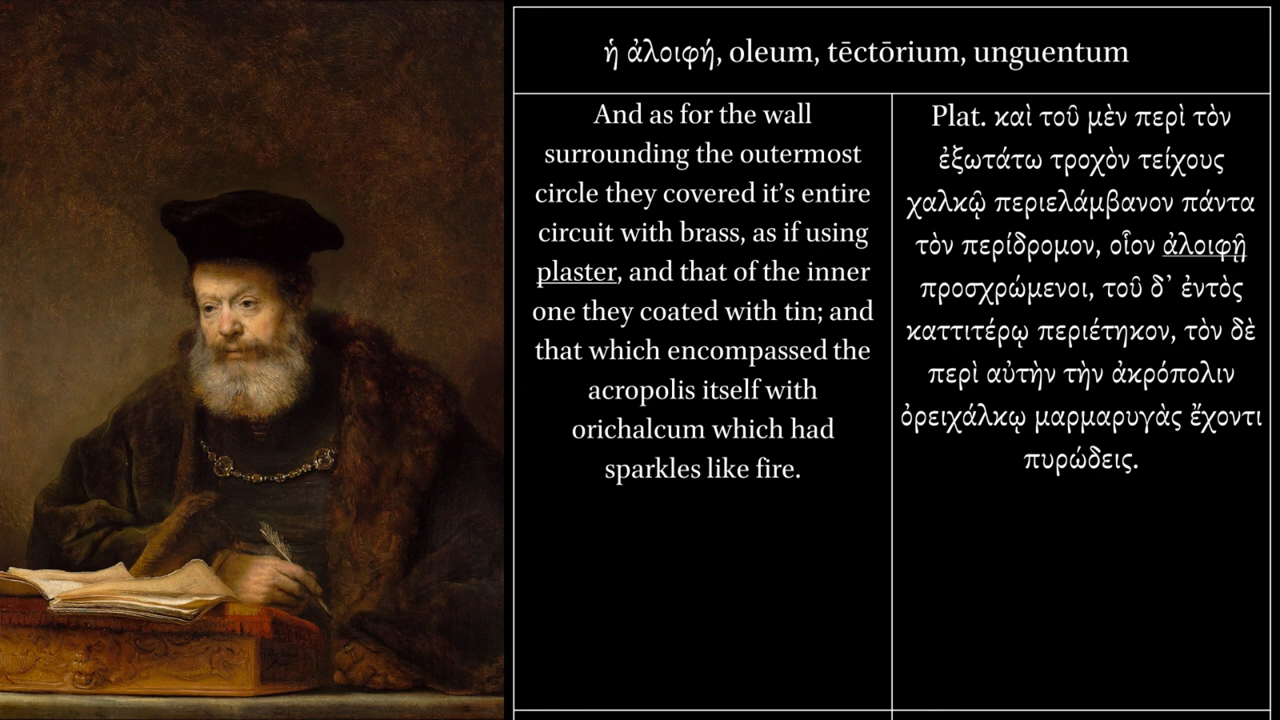 ἡ ἀλοιφή, oleum, tēctōrium, unguentum
And as for the wall
surrounding the outermost
circle they covered it’s entire
circuit with brass, as if using
plaster, and that of the inner
one they coated with tin; and
that which encompassed the
acropolis itself with
orichalcum which had
sparkles like fire.
Plat. καὶ τοῦ μὲν περὶ τὸν
ἐξωτάτω τροχὸν τείχους
χαλκῷ περιελάμβανον πάντα
τὸν περίδρομον, οἷον ἀλοιφῇ
προσχρώμενοι, τοῦ δ᾽ ἐντὸς
καττιτέρῳ περιέτηκον, τὸν δὲ
περὶ αὐτὴν τὴν ἀκρόπολιν
ὀρειχάλκῳ μαρμαρυγὰς ἔχοντι
πυρώδεις.